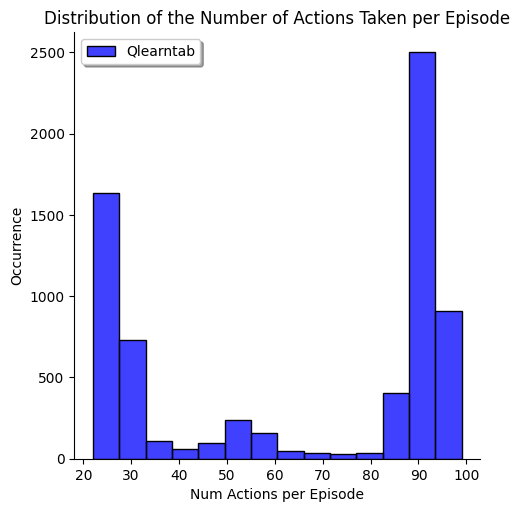 Distribution of the Number of Actions Taken per Episode
Qlearntab
2500
2000
1500
1000
500
0
Occurrence
20 30 40 50 60 70 80 90 100
Num Actions per Episode